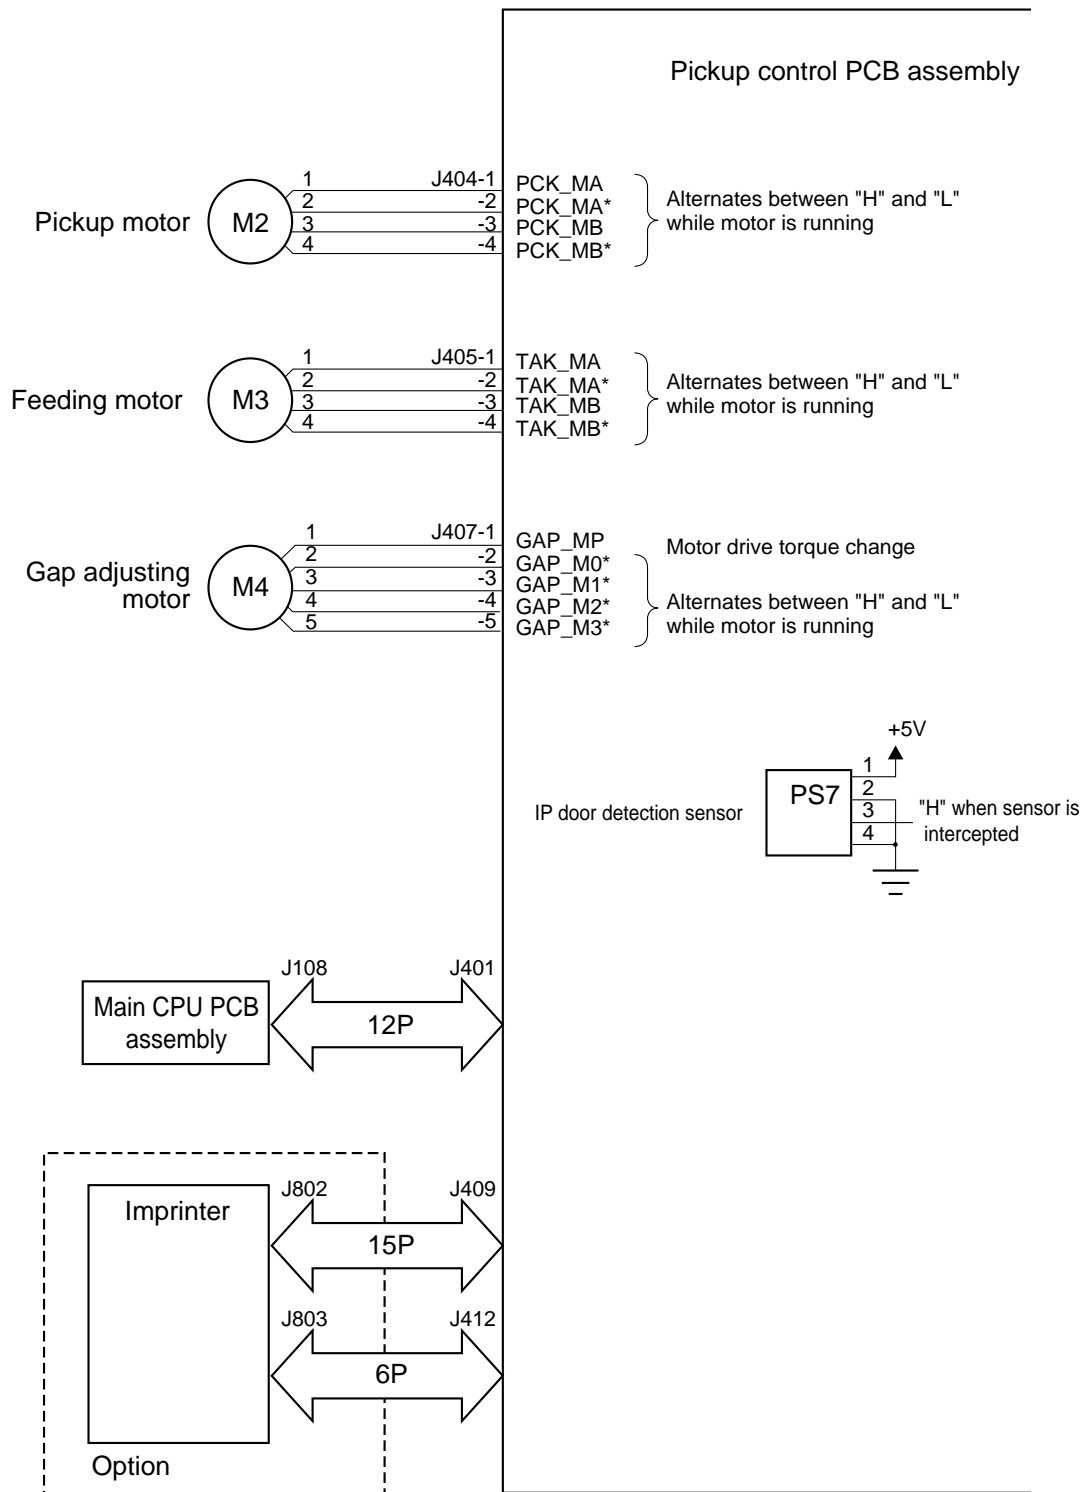 Pickup control PCB assembly
Pickup motor
M2
1
2
3
4
J404-1
-2
-3
-4
PCK_MA
PCK_MA*
PCK_MB
PCK_MB*
Alternates between "H" and "L"
while motor is running
Feeding motor
M3
1
2
3
4
J405-1
-2
-3
-4
TAK_MA
TAK_MA*
TAK_MB
TAK_MB*
Alternates between "H" and "L"
while motor is running
Gap adjusting
motor
M4
1
2
3
4
5
J407-1
-2
-3
-4
-5
GAP_MP
GAP_M0*
GAP_M1*
GAP_M2*
GAP_M3*
Motor drive torque change
Alternates between "H" and "L"
while motor is running
+5V
IP door detection sensor
PS7
1
2
3
4
"H" when sensor is
intercepted
J108
J401
Main CPU PCB
assembly
12P
J802
J409
Imprinter
15P
J803
J412
6P
Option